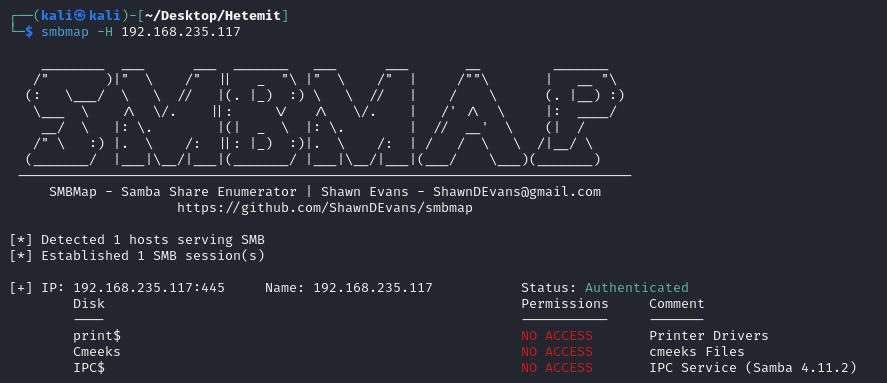 ┌──(kali㉿kali)-[~/Desktop/Hetemit]
└─$ smbmap -H 192.168.235.117
SMBMAP
SMBMap - Samba Share Enumerator | Shawn Evans - ShawnDEvans@gmail.com
https://github.com/ShawnDEvans/smbmap
[*] Detected 1 hosts serving SMB
[*] Established 1 SMB session(s)
[+] IP: 192.168.235.117:445 Name: 192.168.235.117 Status: Authenticated
Disk Permissions Comment
---- ----------- -------
print$ NO ACCESS Printer Drivers
Cmeeks NO ACCESS cmeeks Files
IPC$ NO ACCESS IPC Service (Samba 4.11.2)